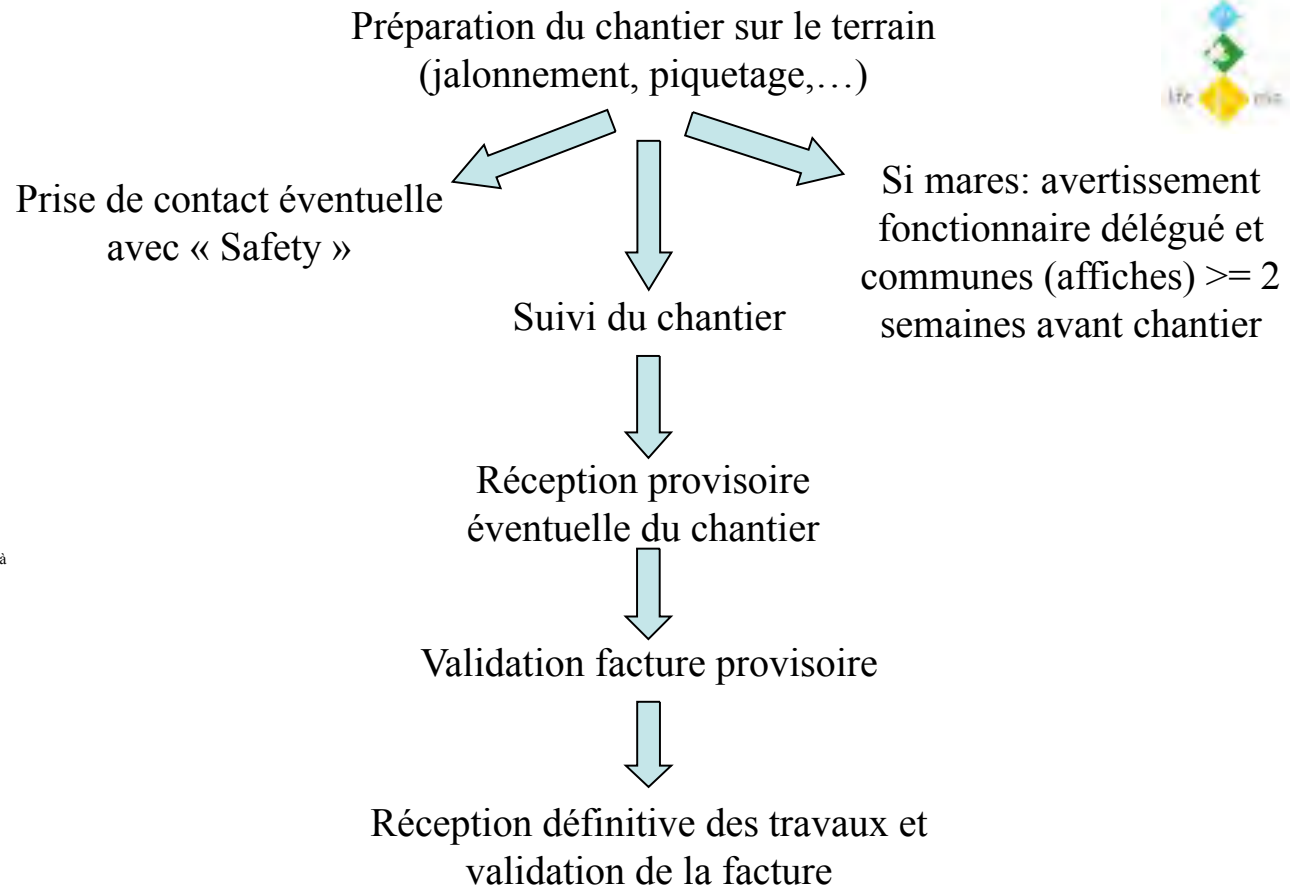 Préparation du chantier sur le terrain
(jalonnement, piquetage,…)
life
Prise de contact éventuelle
avec « Safety »
Si mares: avertissement
fonctionnaire délégué et
communes (affiches) >= 2
semaines avant chantier
Suivi du chantier
Réception provisoire
éventuelle du chantier
à
Validation facture provisoire
Réception définitive des travaux et
validation de la facture